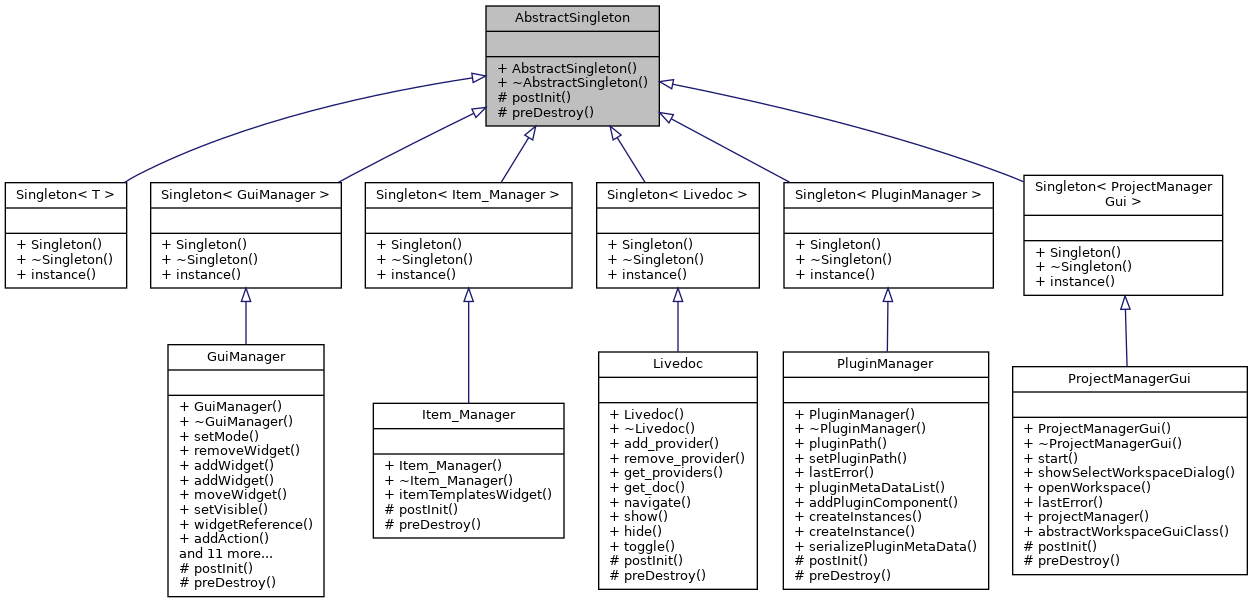 AbstractSingleton
+ AbstractSingleton()
+ ~AbstractSingleton()
# postInit()
# preDestroy()
Singleton< T >
+ Singleton()
+ ~Singleton()
+ instance()
Singleton< GuiManager >
+ Singleton()
+ ~Singleton()
+ instance()
Singleton< Item_Manager >
+ Singleton()
+ ~Singleton()
+ instance()
Singleton< Livedoc >
+ Singleton()
+ ~Singleton()
+ instance()
Singleton< PluginManager >
+ Singleton()
+ ~Singleton()
+ instance()
Singleton< ProjectManager
Gui >
+ Singleton()
+ ~Singleton()
+ instance()
GuiManager
+ GuiManager()
+ ~GuiManager()
+ setMode()
+ removeWidget()
+ addWidget()
+ addWidget()
+ moveWidget()
+ setVisible()
+ widgetReference()
+ addAction()
and 11 more...
# postInit()
# preDestroy()
Item_Manager
+ Item_Manager()
+ ~Item_Manager()
+ itemTemplatesWidget()
# postInit()
# preDestroy()
Livedoc
+ Livedoc()
+ ~Livedoc()
+ add_provider()
+ remove_provider()
+ get_providers()
+ get_doc()
+ navigate()
+ show()
+ hide()
+ toggle()
# postInit()
# preDestroy()
PluginManager
+ PluginManager()
+ ~PluginManager()
+ pluginPath()
+ setPluginPath()
+ lastError()
+ pluginMetaDataList()
+ addPluginComponent()
+ createInstances()
+ createInstance()
+ serializePluginMetaData()
# postInit()
# preDestroy()
ProjectManagerGui
+ ProjectManagerGui()
+ ~ProjectManagerGui()
+ start()
+ showSelectWorkspaceDialog()
+ openWorkspace()
+ lastError()
+ projectManager()
+ abstractWorkspaceGuiClass()
# postInit()
# preDestroy()